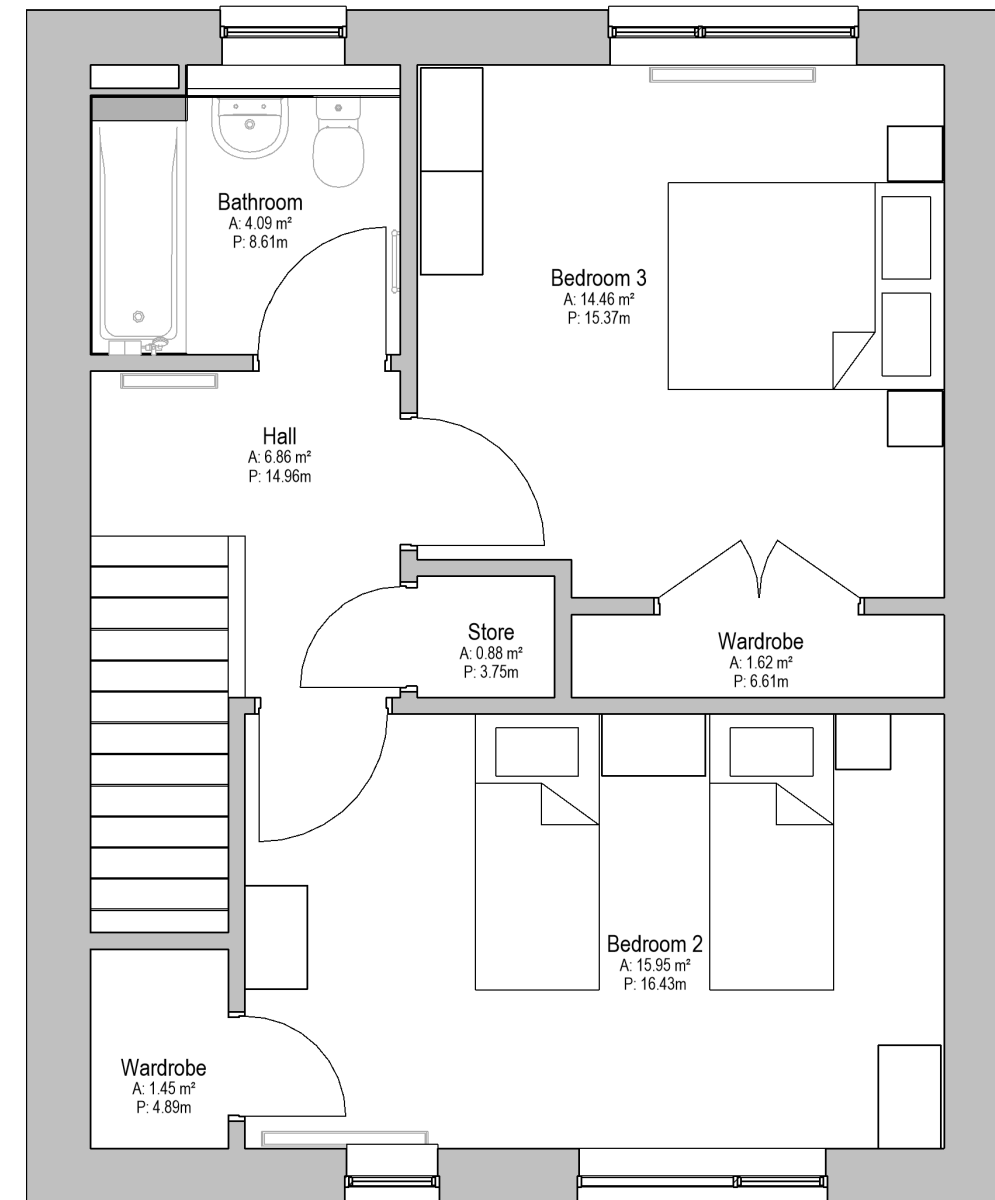 Bathroom
A: 4.09 m²
P: 8.61m
Bedroom 3
A: 14.46 m²
P: 15.37m
Hall
A: 6.86 m²
P: 14.96m
Store
A: 0.88 m²
P: 3.75m
Wardrobe
A: 1.62 m²
P: 6.61m
Bedroom 2
A: 15.95 m²
P: 16.43m
Wardrobe
A: 1.45 m²
P: 4.89m